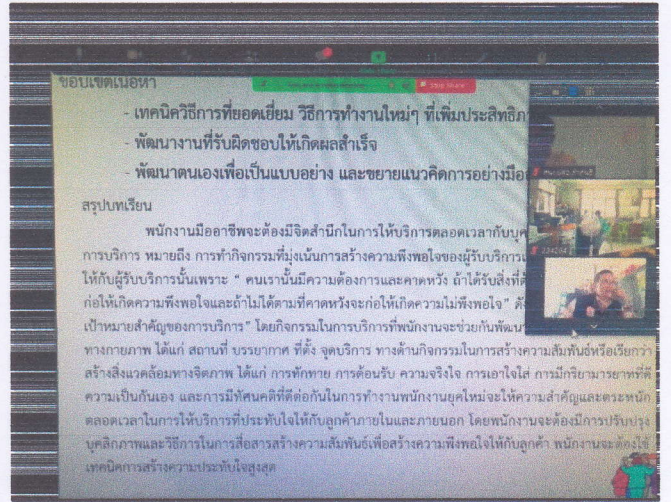 ขอบเขตเนื้อหา
Stop Share
- เทคนิควิธีการที่ยอดเยี่ยม วิธีการทำงานใหม่ๆ ที่เพิ่มประสิทธิภา
- พัฒนางานที่รับผิดชอบให้เกิดผลสำเร็จ
- พัฒนาตนเองเพื่อเป็นแบบอย่าง และขยายแนวคิดการอย่างมือ
สรุปบทเรียน
พนักงานมืออาชีพจะต้องมีจิตสำนึกในการให้บริการตลอดเวลากับบุค
การบริการ หมายถึง การทำกิจกรรมที่มุ่งเน้นการสร้างความพึงพอใจของผู้รับบริการ
ให้กับผู้รับบริการนั้นเพราะ “ คนเรานั้นมีความต้องการและคาดหวัง ถ้าได้รับสิ่งที่
ก่อให้เกิดความพึงพอใจและถ้าไม่ได้ตามที่คาดหวังจะก่อให้เกิดความไม่พึงพอใจ” ดัง
เป้าหมายสำคัญของการบริการ” โดยกิจกรรมในการบริการที่พนักงานจะช่วยกันพัฒนา
ทางกายภาพ ได้แก่ สถานที่ บรรยากาศ ที่ตั้ง จุดบริการ ทางด้านกิจกรรมในการสร้างความสัมพันธ์หรือเรียกว่า
สร้างสิ่งแวดล้อมทางจิตภาพ ได้แก่ การทักทาย การต้อนรับ ความจริงใจ การเอาใจใส่ การมีกริยามารยาทที่ดี
ความเป็นกันเอง และการมีทัศนคติที่ดีต่อกันในการทำงานพนักงานยุคใหม่จะให้ความสำคัญและตระหนัก
ตลอดเวลาในการให้บริการที่ประทับใจให้กับลูกค้าภายในและภายนอก โดยพนักงานจะต้องมีการปรับปรุง
บุคลิกภาพและวิธีการในการสื่อสารสร้างความสัมพันธ์เพื่อสร้างความพึงพอใจให้กับลูกค้า พนักงานจะต้องใช้
เทคนิคการสร้างความประทับใจสูงสุด
234284